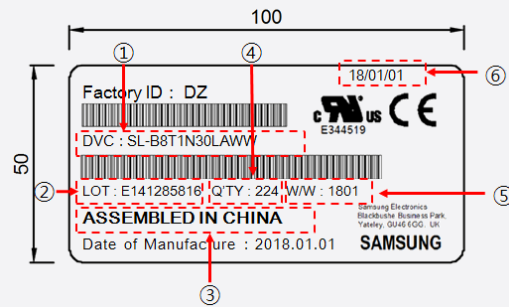 100
① ④
18/01/01 ⑥
Factory ID : DZ
c RU US CE
E344519
DVC : SL-B8T1N30LAWW
50
② LOT : E141285816 Q'TY : 224 W/W : 1801 ⑤
ASSEMBLED IN CHINA
Samsung Electronics
Blackbushe Business Park,
Yateley, GU46 6GG. UK
Date of Manufacture : 2018.01.01 SAMSUNG
③